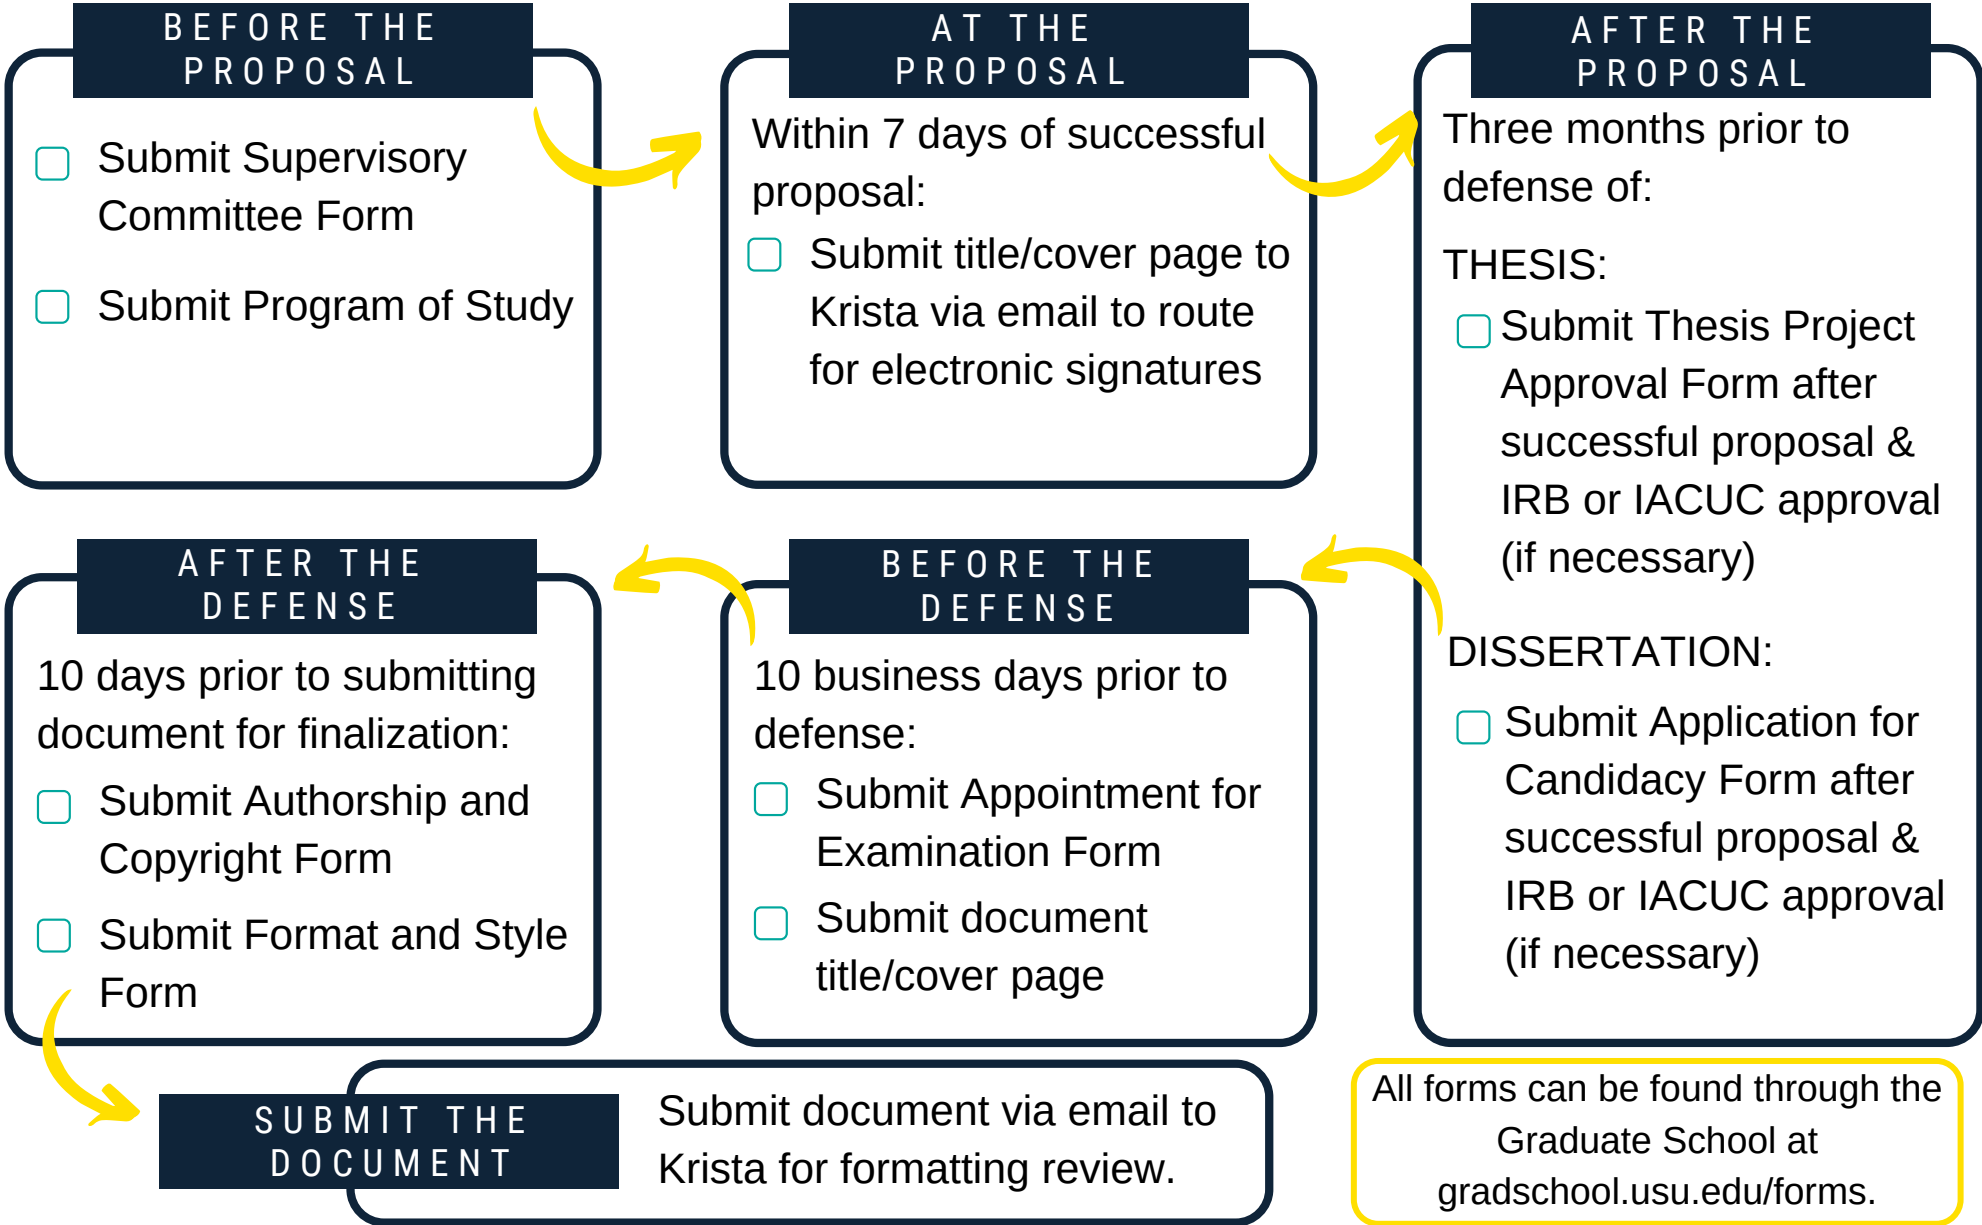 BEFORE THE
PROPOSAL
Submit Supervisory
Committee Form
Submit Program of Study
AT THE
PROPOSAL
Within 7 days of successful
proposal:
Submit title/cover page to
Krista via email to route
for electronic signatures
AFTER THE
PROPOSAL
Three months prior to
defense of:
THESIS:
Submit Thesis Project
Approval Form after
successful proposal &
IRB or IACUC approval
(if necessary)
DISSERTATION:
Submit Application for
Candidacy Form after
successful proposal &
IRB or IACUC approval
(if necessary)
BEFORE THE
DEFENSE
10 business days prior to
defense:
Submit Appointment for
Examination Form
Submit document
title/cover page
AFTER THE
DEFENSE
10 days prior to submitting
document for finalization:
Submit Authorship and
Copyright Form
Submit Format and Style
Form
SUBMIT THE
DOCUMENT
Submit document via email to
Krista for formatting review.
All forms can be found through the
Graduate School at
gradschool.usu.edu/forms.